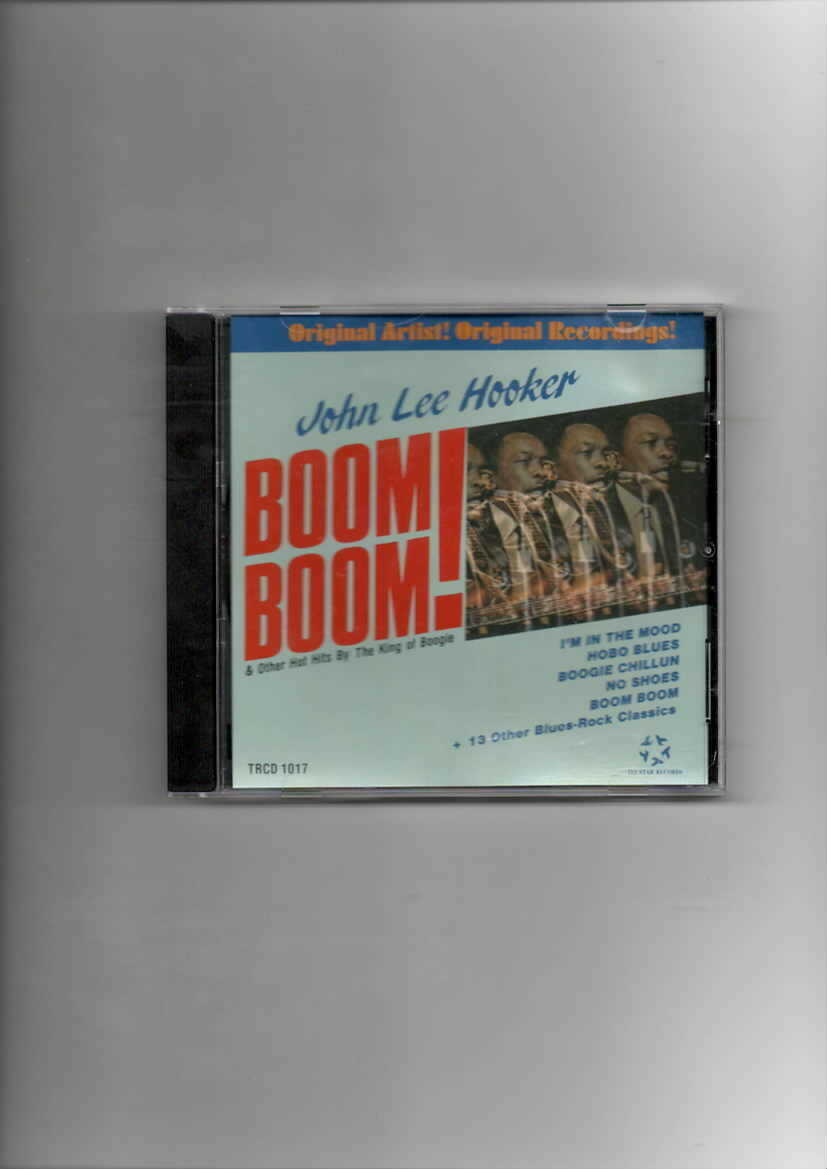 Original Artist! Original Recordings!
John Lee Hooker
BOOM
BOOM!
& Other Hot Hits By The King of Boogie
I'M IN THE MOOD
HOBO BLUES
BOOGIE CHILLUN
NO SHOES
BOOM BOOM
+ 13 Other Blues-Rock Classics
TRCD 1017